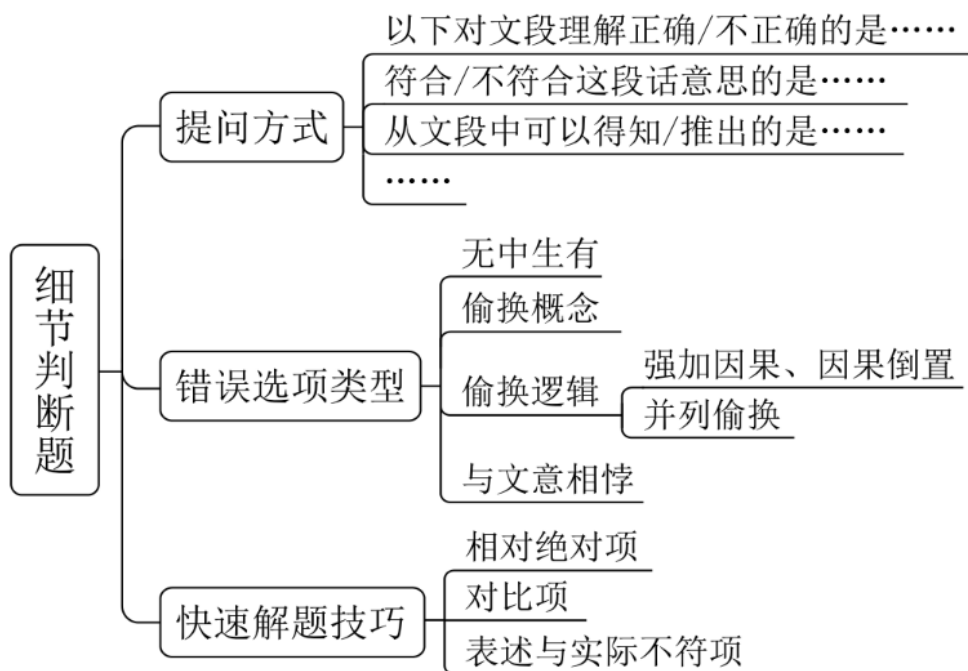 细节判断题
提问方式
以下对文段理解正确/不正确的是……
符合/不符合这段话意思的是……
从文段中可以得知/推出的是……
……
错误选项类型
无中生有
偷换概念
偷换逻辑
强加因果、因果倒置
并列偷换
与文意相悖
快速解题技巧
相对绝对项
对比项
表述与实际不符项